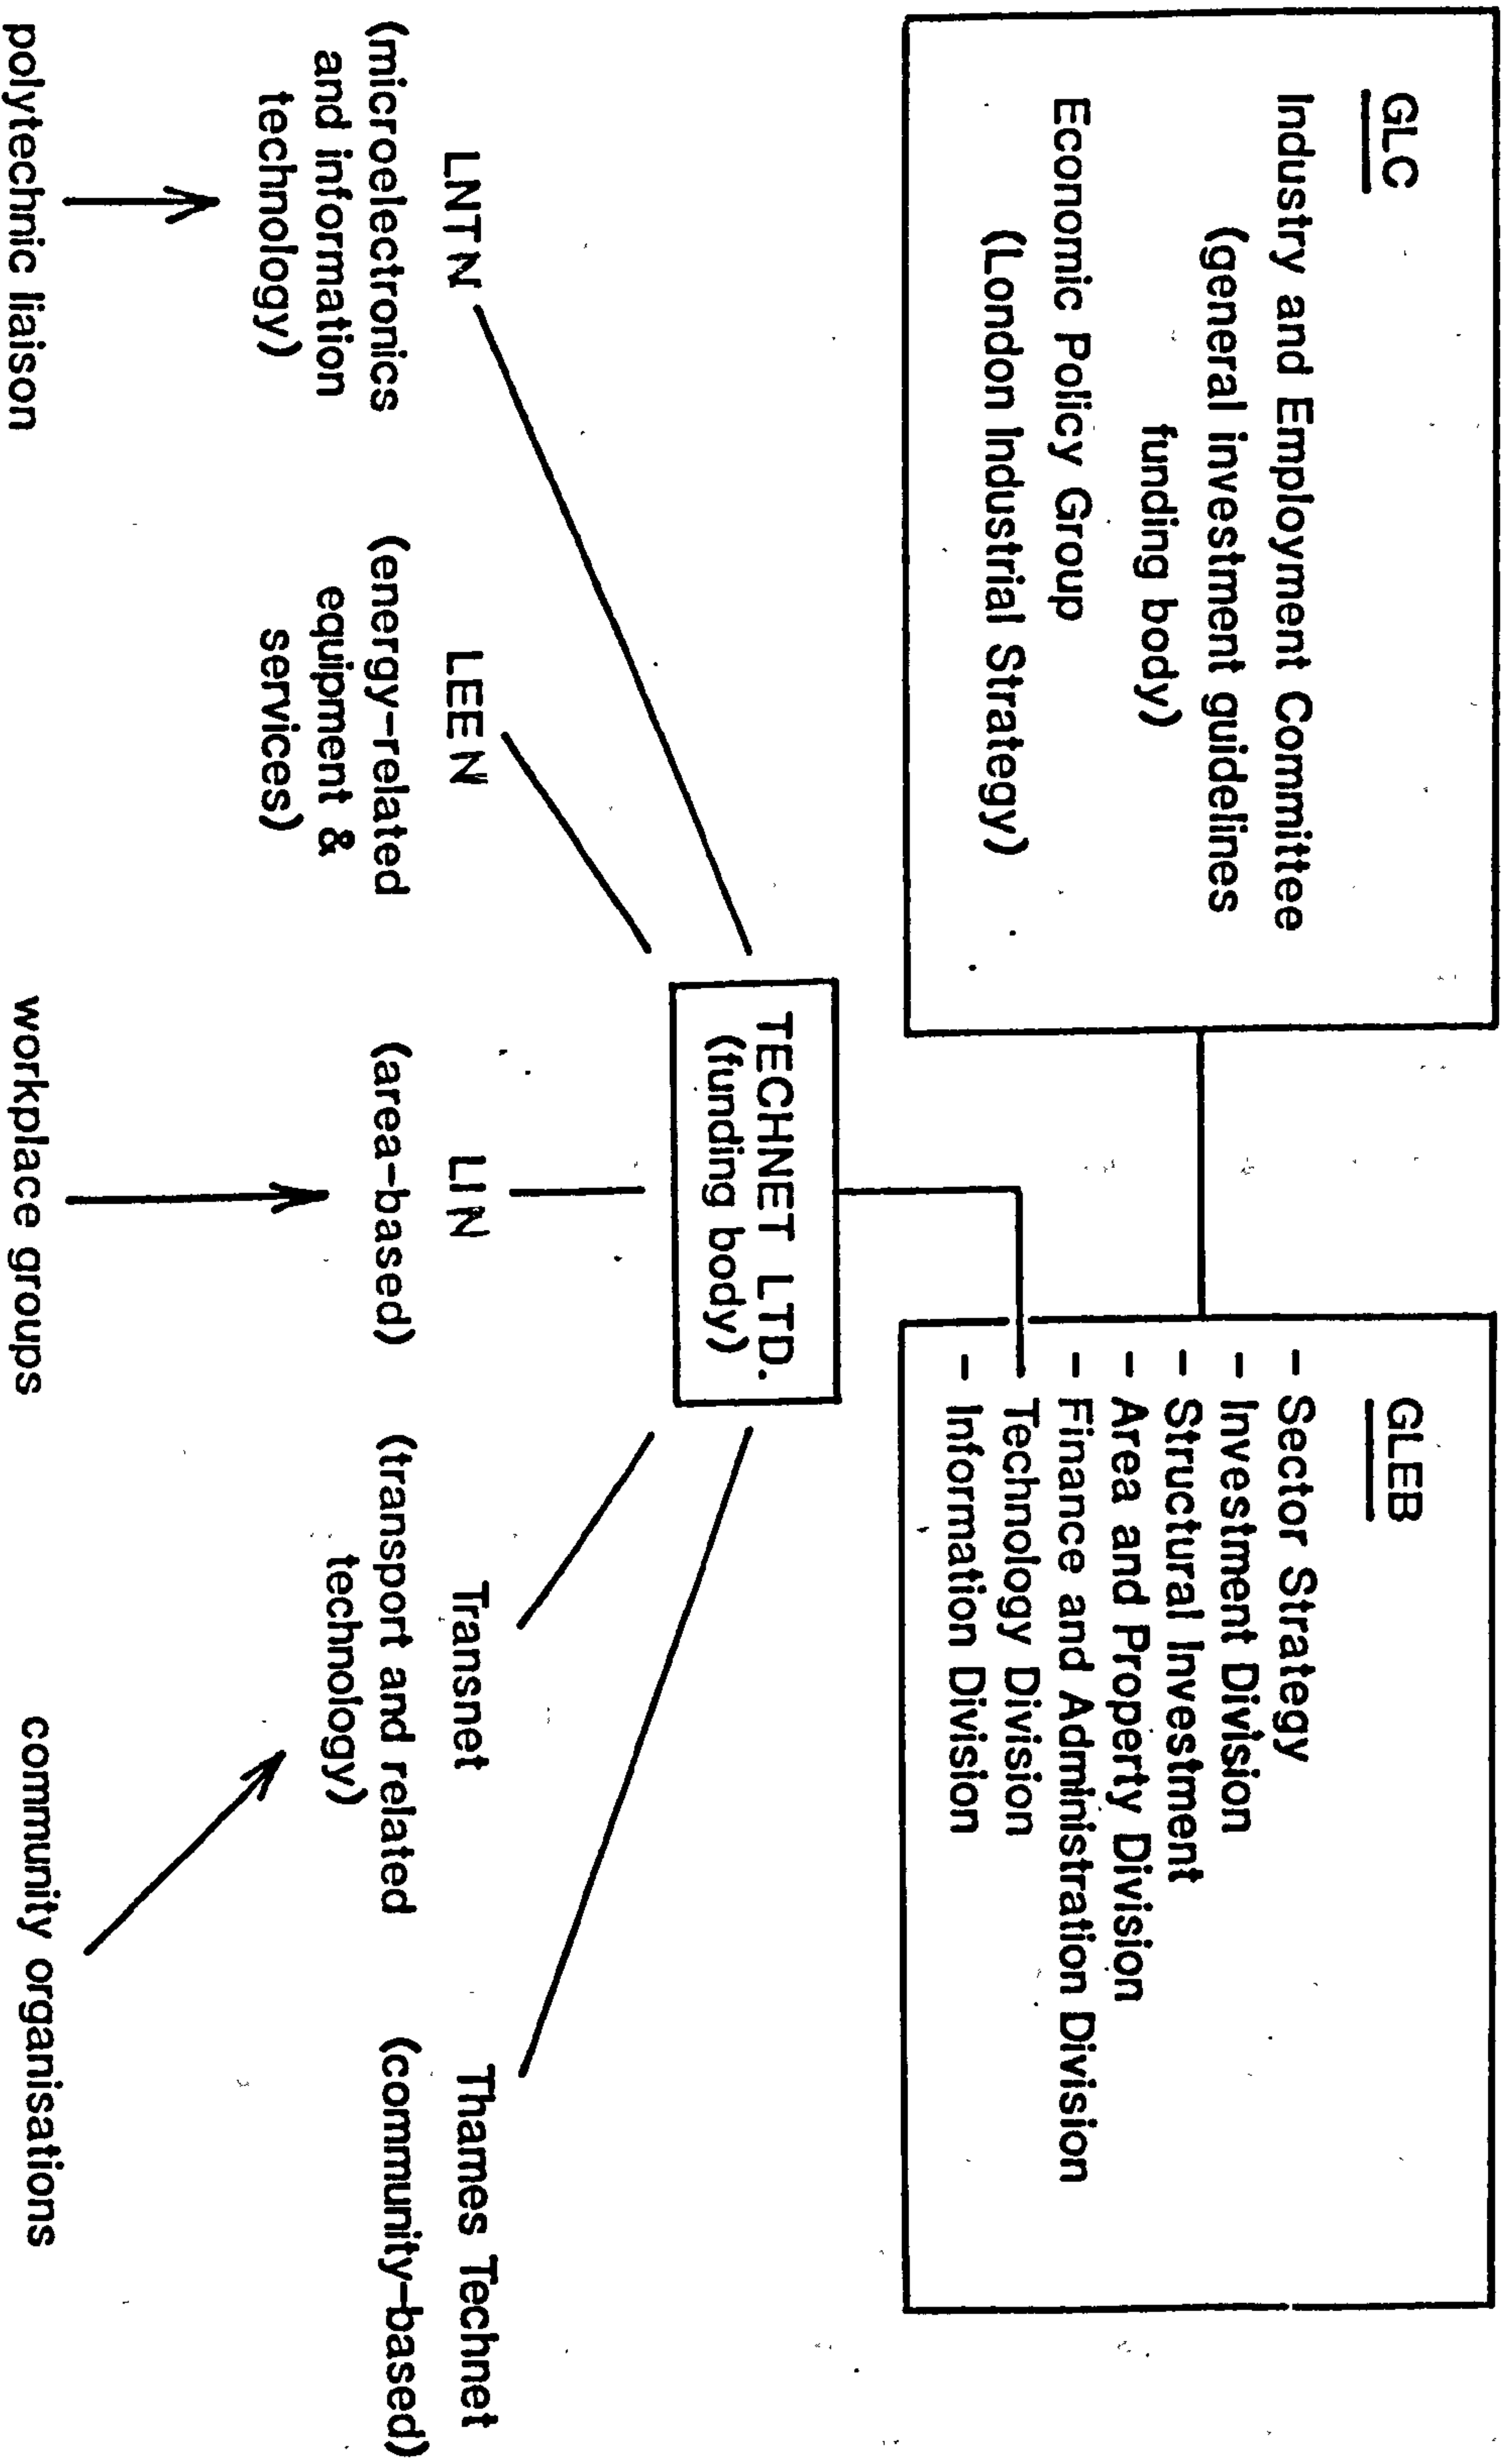 GLC
Industry and Employment Committee
(general investment guidelines
funding body)
Economic Policy Group
(London Industrial Strategy)
GLEB
- Sector Strategy
- Investment Division
- Structural Investment
- Area and Property Division
- Finance and Administration Division
Technology Division
- Information Division
TECHNET LTD.
(funding body)
LNTN
(microelectronics
and information
technology)
LEEN
(energy-related
equipment &
services)
LIN
(area-based)
Transnet
(transport and related
technology)
Thames Technet
(community-based)
polytechnic liaison
workplace groups
community organisations